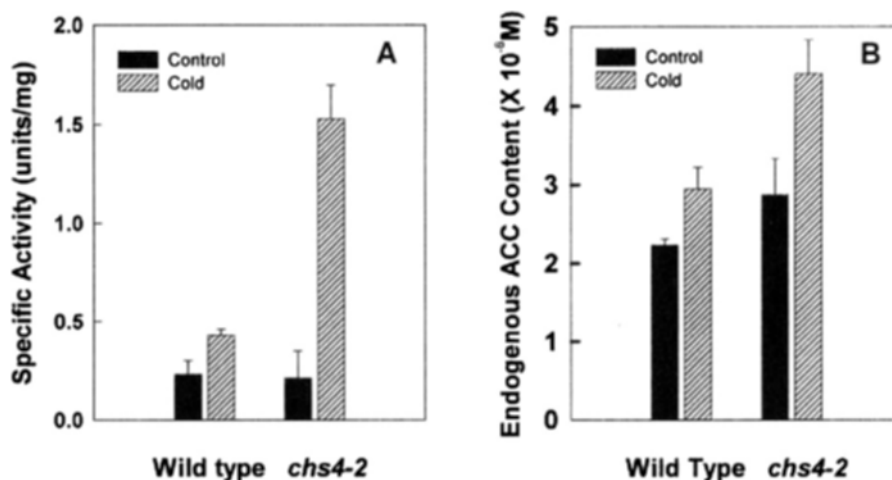 A
Control
Cold
Specific Activity (units/mg)
2.0
1.5
1.0
0.5
0.0
Wild type chs4-2
B
Control
Cold
Endogenous ACC Content (X 10⁻⁶M)
5
4
3
2
1
0
Wild Type chs4-2